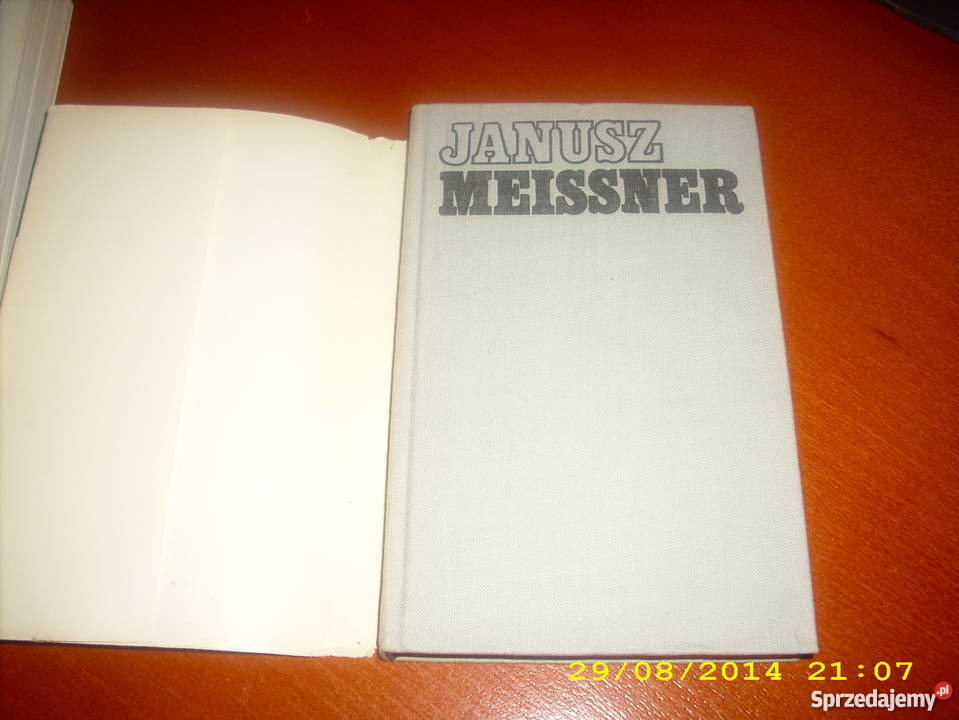 JANUSZ
MEISSNER
29/08/2014 21:07
Sprzedajemy.pl